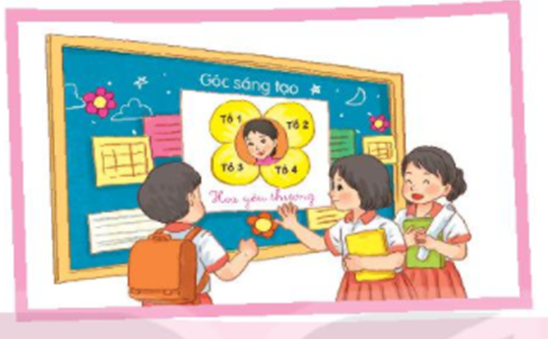 Góc sáng tạo
Tổ 1
Tổ 2
Tổ 3
Tổ 4
Hoa yêu thương